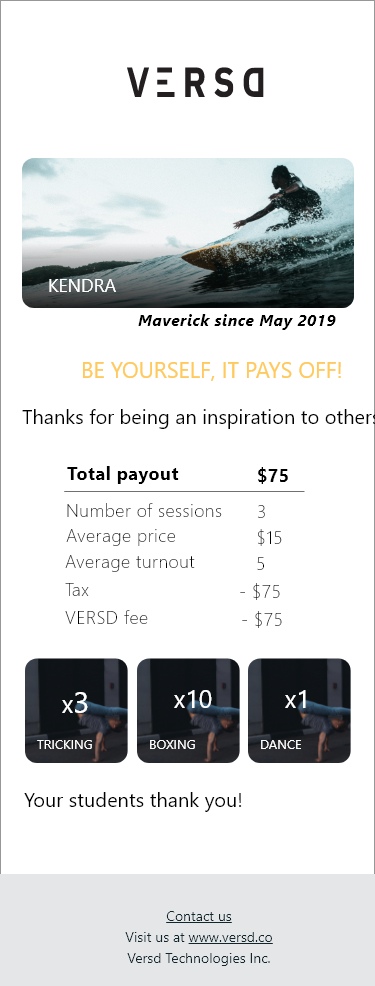 VERSD
KENDRA
Maverick since May 2019
BE YOURSELF, IT PAYS OFF!
Thanks for being an inspiration to others
Total payout $75
Number of sessions 3
Average price $15
Average turnout 5
Tax - $75
VERSD fee - $75
x3 x10 x1
TRICKING BOXING DANCE
Your students thank you!
Contact us
Visit us at www.versd.co
Versd Technologies Inc.